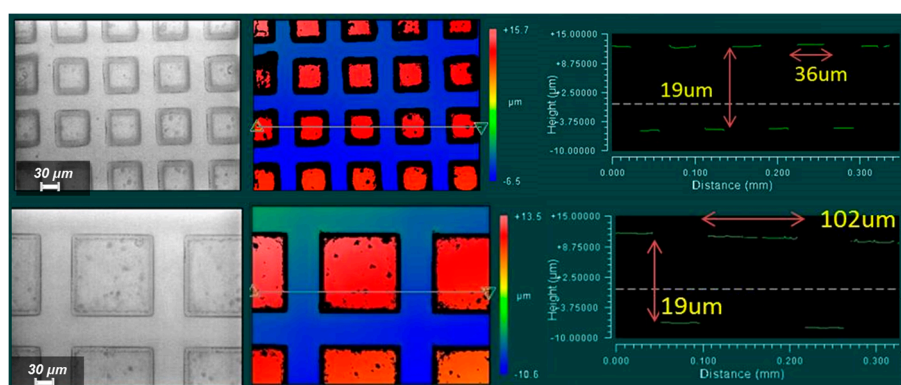 30 µm
+15.7
µm
-6.5
Height (µm)
+15.00000
+8.75000
+2.50000
-3.75000
-10.00000
19um
36um
0.000
0.100
0.200
0.300
Distance (mm)
30 µm
+13.5
µm
-10.6
Height (µm)
+15.00000
+8.75000
+2.50000
-3.75000
-10.00000
102um
19um
0.000
0.100
0.200
0.300
Distance (mm)